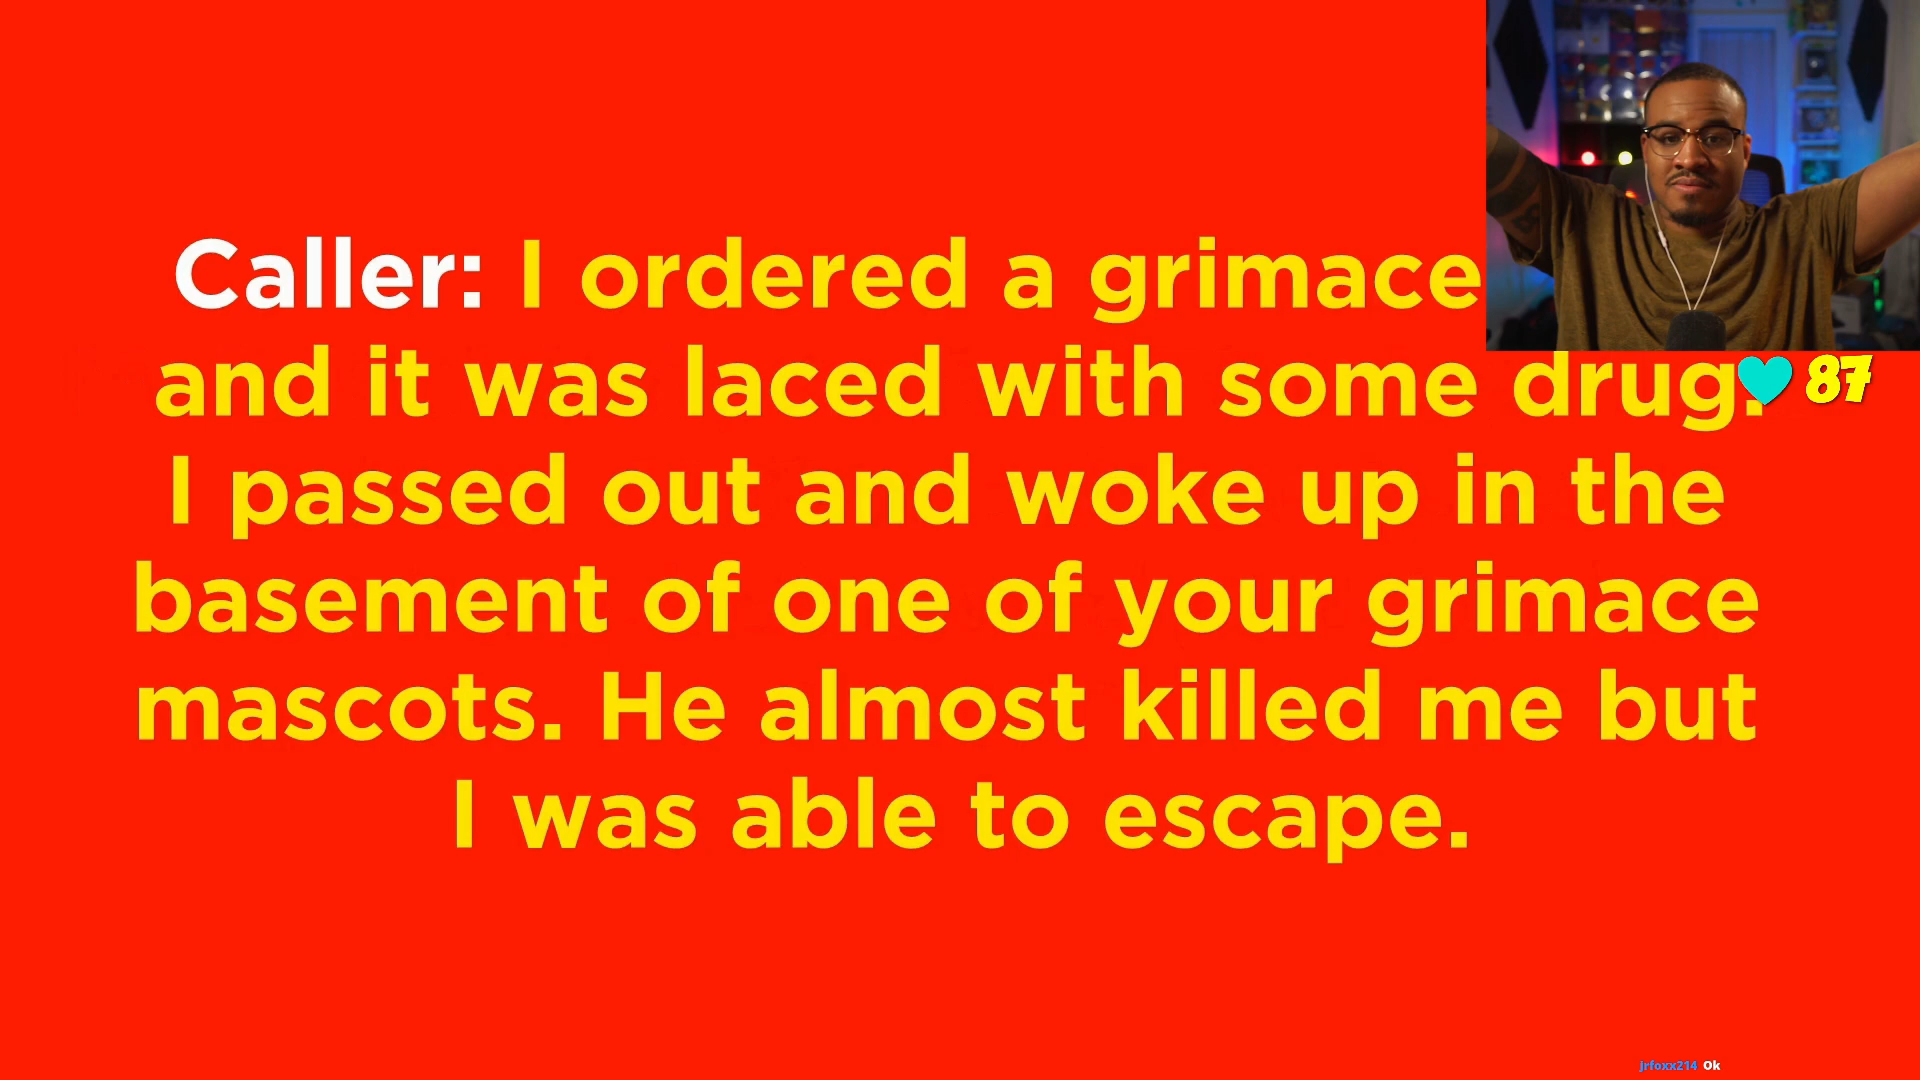 Caller: I ordered a grimace
and it was laced with some drug.
87
I passed out and woke up in the
basement of one of your grimace
mascots. He almost killed me but
I was able to escape.
jrfoxx214 Ok